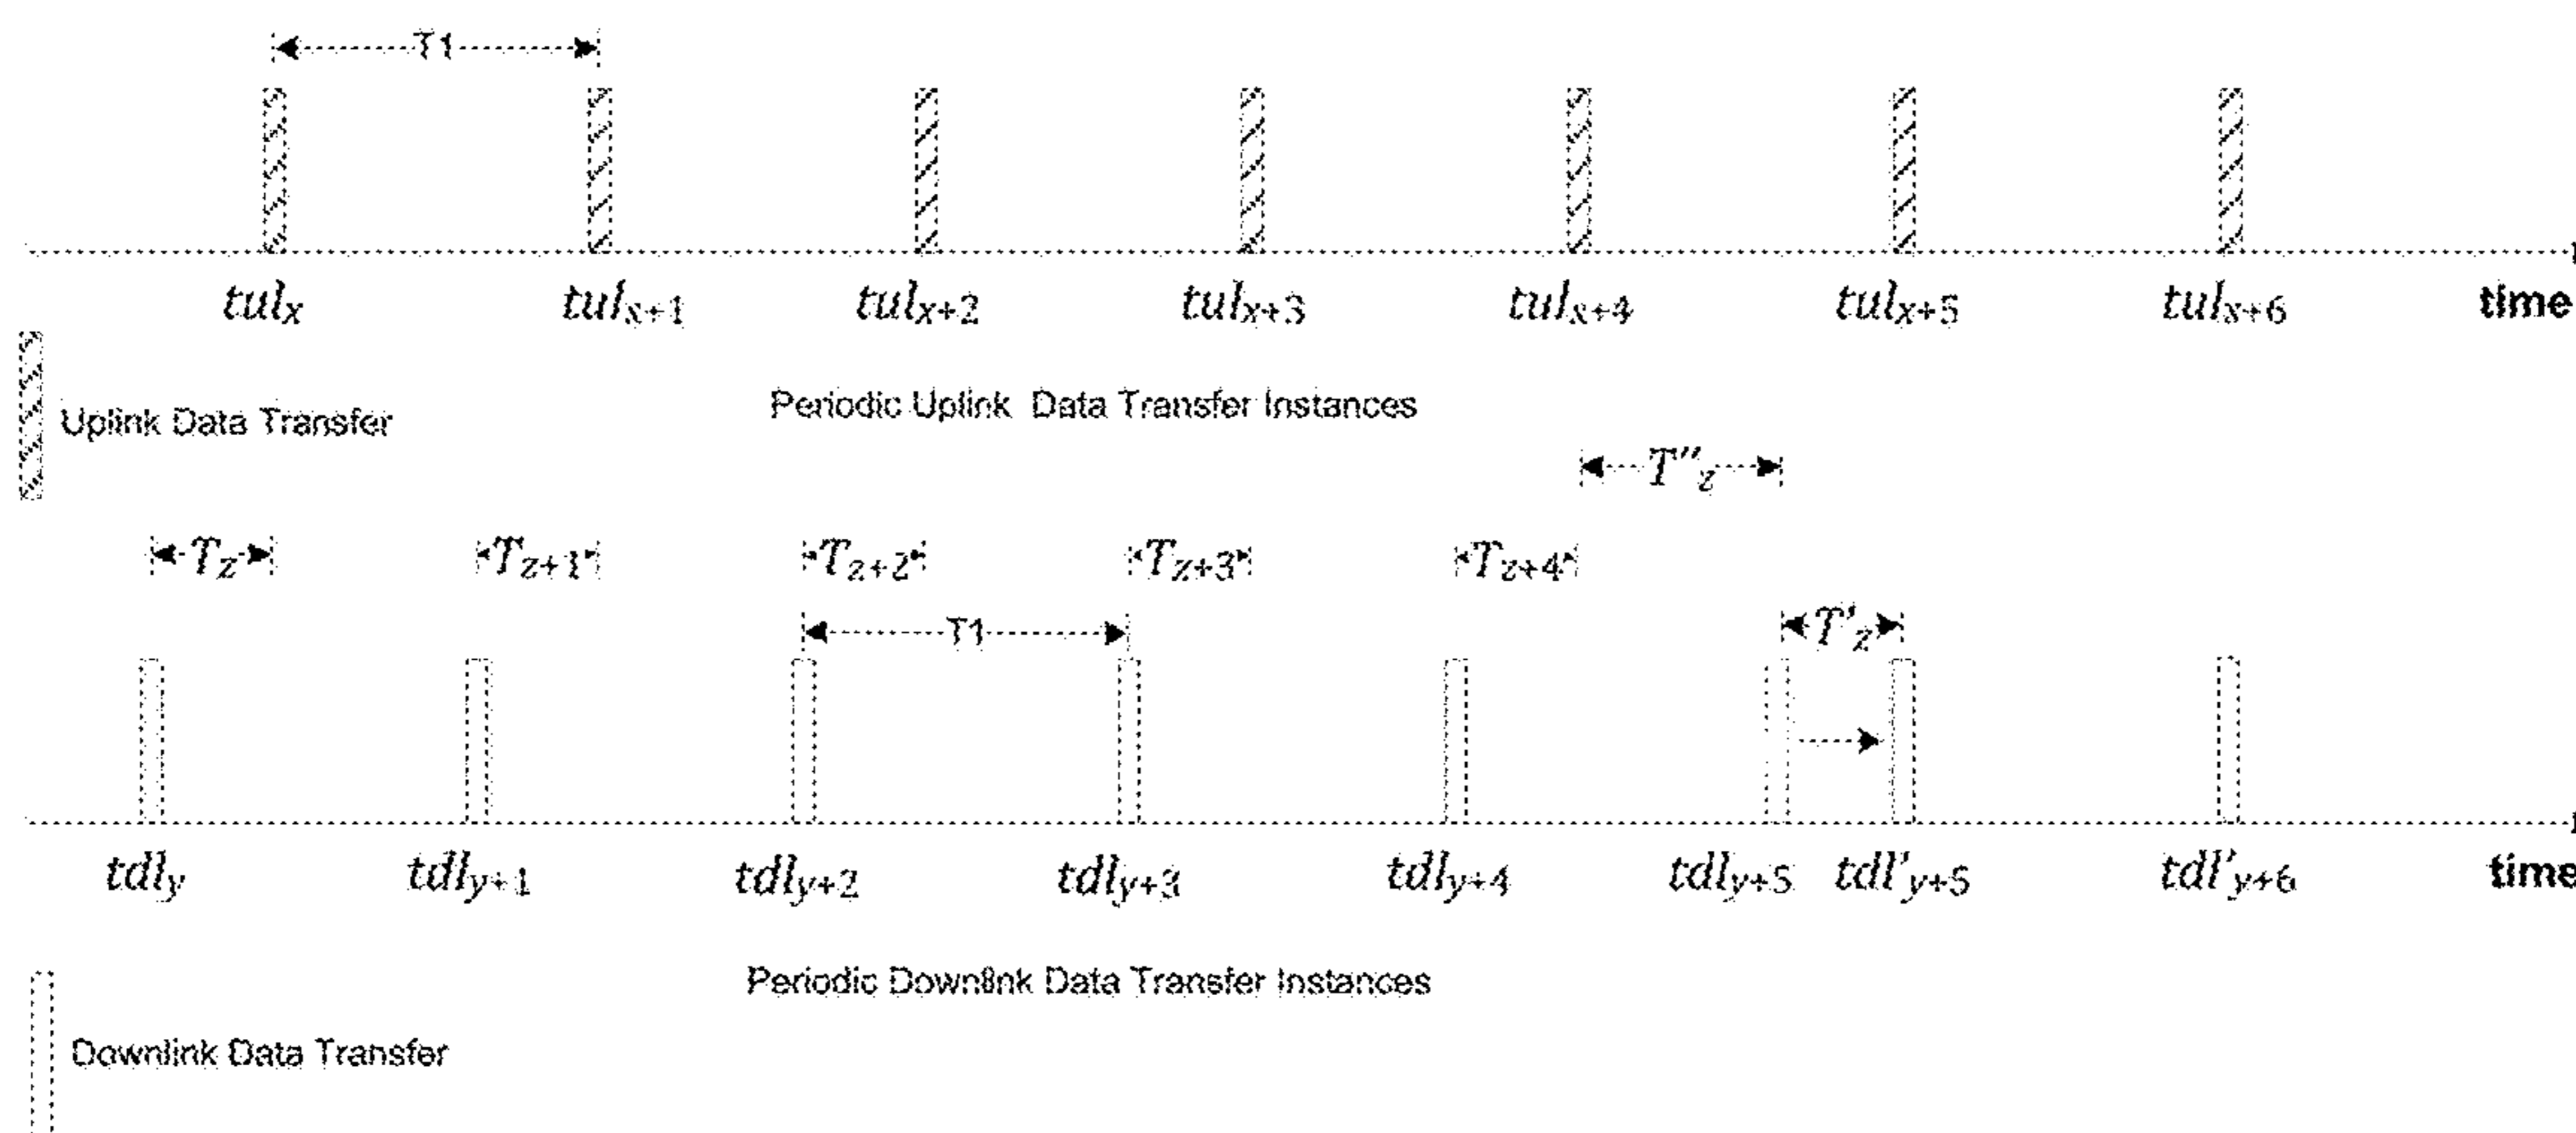 T1
tulₓ tulₓ₊₁ tulₓ₊₂ tulₓ₊₃ tulₓ₊₄ tulₓ₊₅ tulₓ₊₆ time
Uplink Data Transfer
Periodic Uplink Data Transfer Instances
T″z
Tz Tz+1 Tz+2 Tz+3 Tz+4
T1
T′z
tdly tdly+1 tdly+2 tdly+3 tdly+4 tdly+5 tdl′y+5 tdl′y+6 time
Periodic Downlink Data Transfer Instances
Downlink Data Transfer